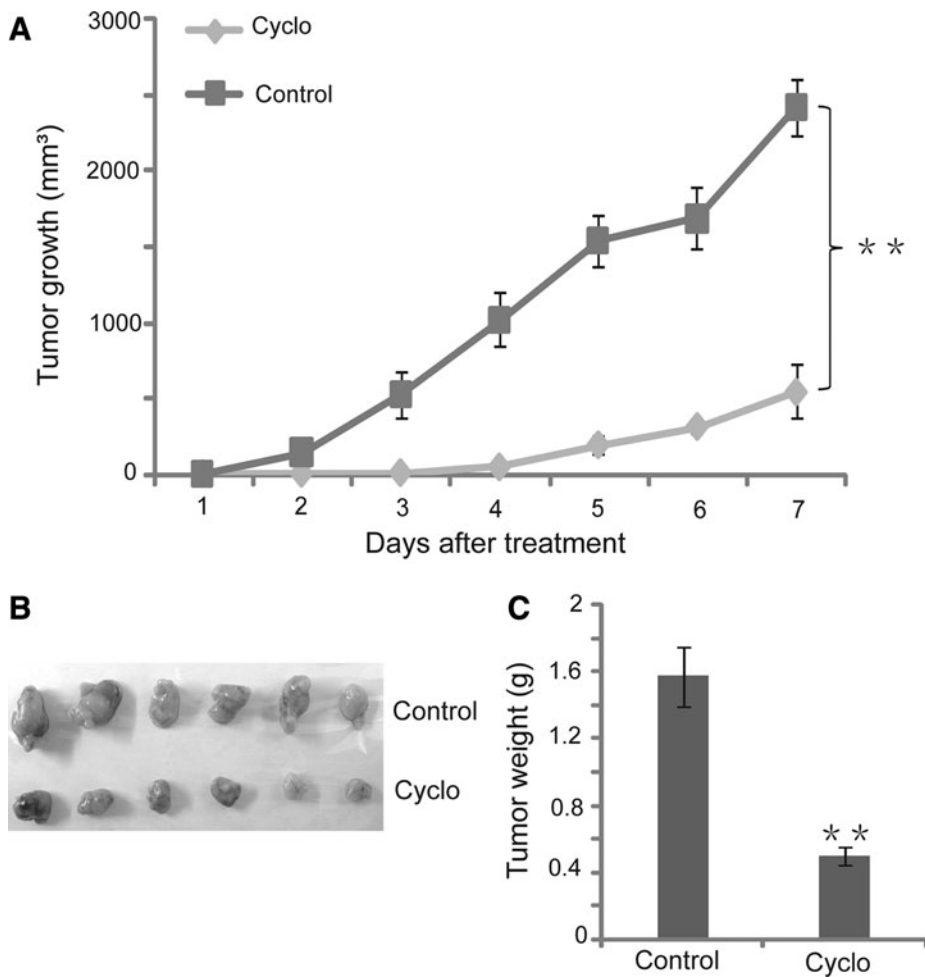 A
Cyclo
Control
Tumor growth (mm³)
3000
2000
1000
0
1 2 3 4 5 6 7
Days after treatment
* *
B
Control
Cyclo
C
Tumor weight (g)
2
1.6
1.2
0.8
0.4
0
* *
Control Cyclo